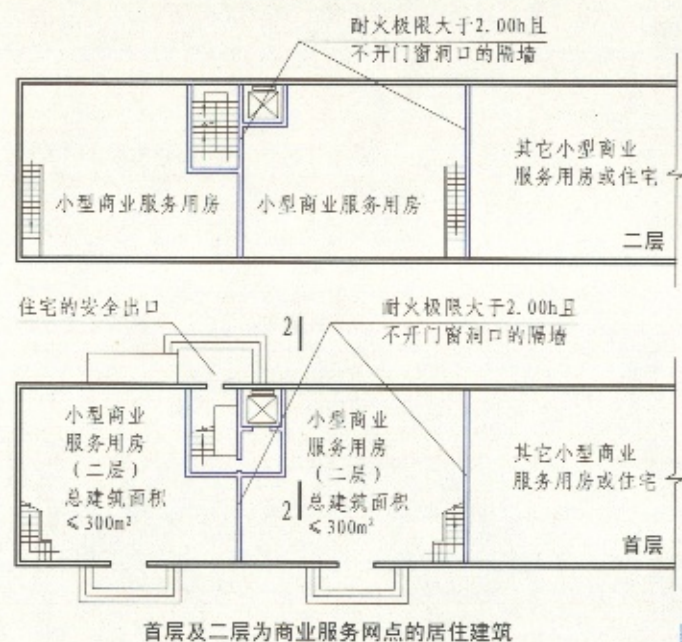 耐火极限大于2.00h且
不开门窗洞口的隔墙
其它小型商业
服务用房或住宅
小型商业服务用房
小型商业服务用房
二层
住宅的安全出口
2
耐火极限大于2.00h且
不开门窗洞口的隔墙
小型商业
服务用房
（二层）
总建筑面积
≤300m²
小型商业
服务用房
（二层）
总建筑面积
≤300m²
2
其它小型商业
服务用房或住宅
首层
首层及二层为商业服务网点的居住建筑